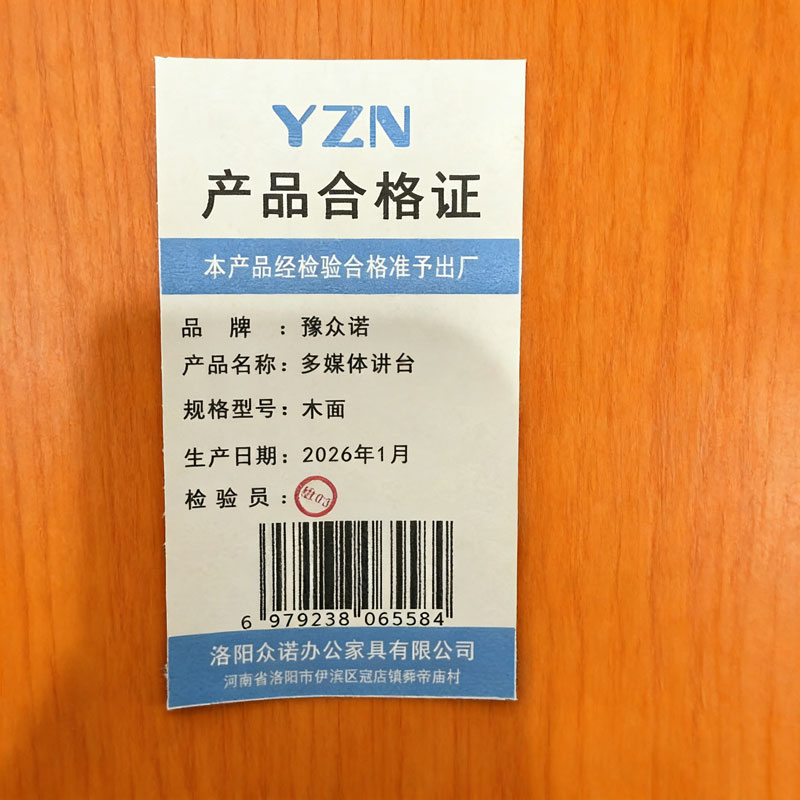 YZN
产品合格证
本产品经检验合格准予出厂
品 牌 ：豫众诺
产品名称：多媒体讲台
规格型号：木面
生产日期：2026年1月
检 验 员 ：
6 979238 065584
洛阳众诺办公家具有限公司
河南省洛阳市伊滨区寇店镇彝帝庙村